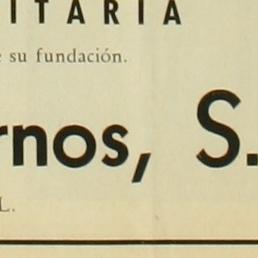 ITARIA
e su fundación.
rnos, S.
L.